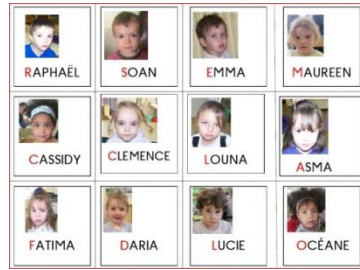 RAPHAËL
SOAN
EMMA
MAUREEN
CASSIDY
CLEMENCE
LOUNA
ASMA
FATIMA
DARIA
LUCIE
OCÉANE